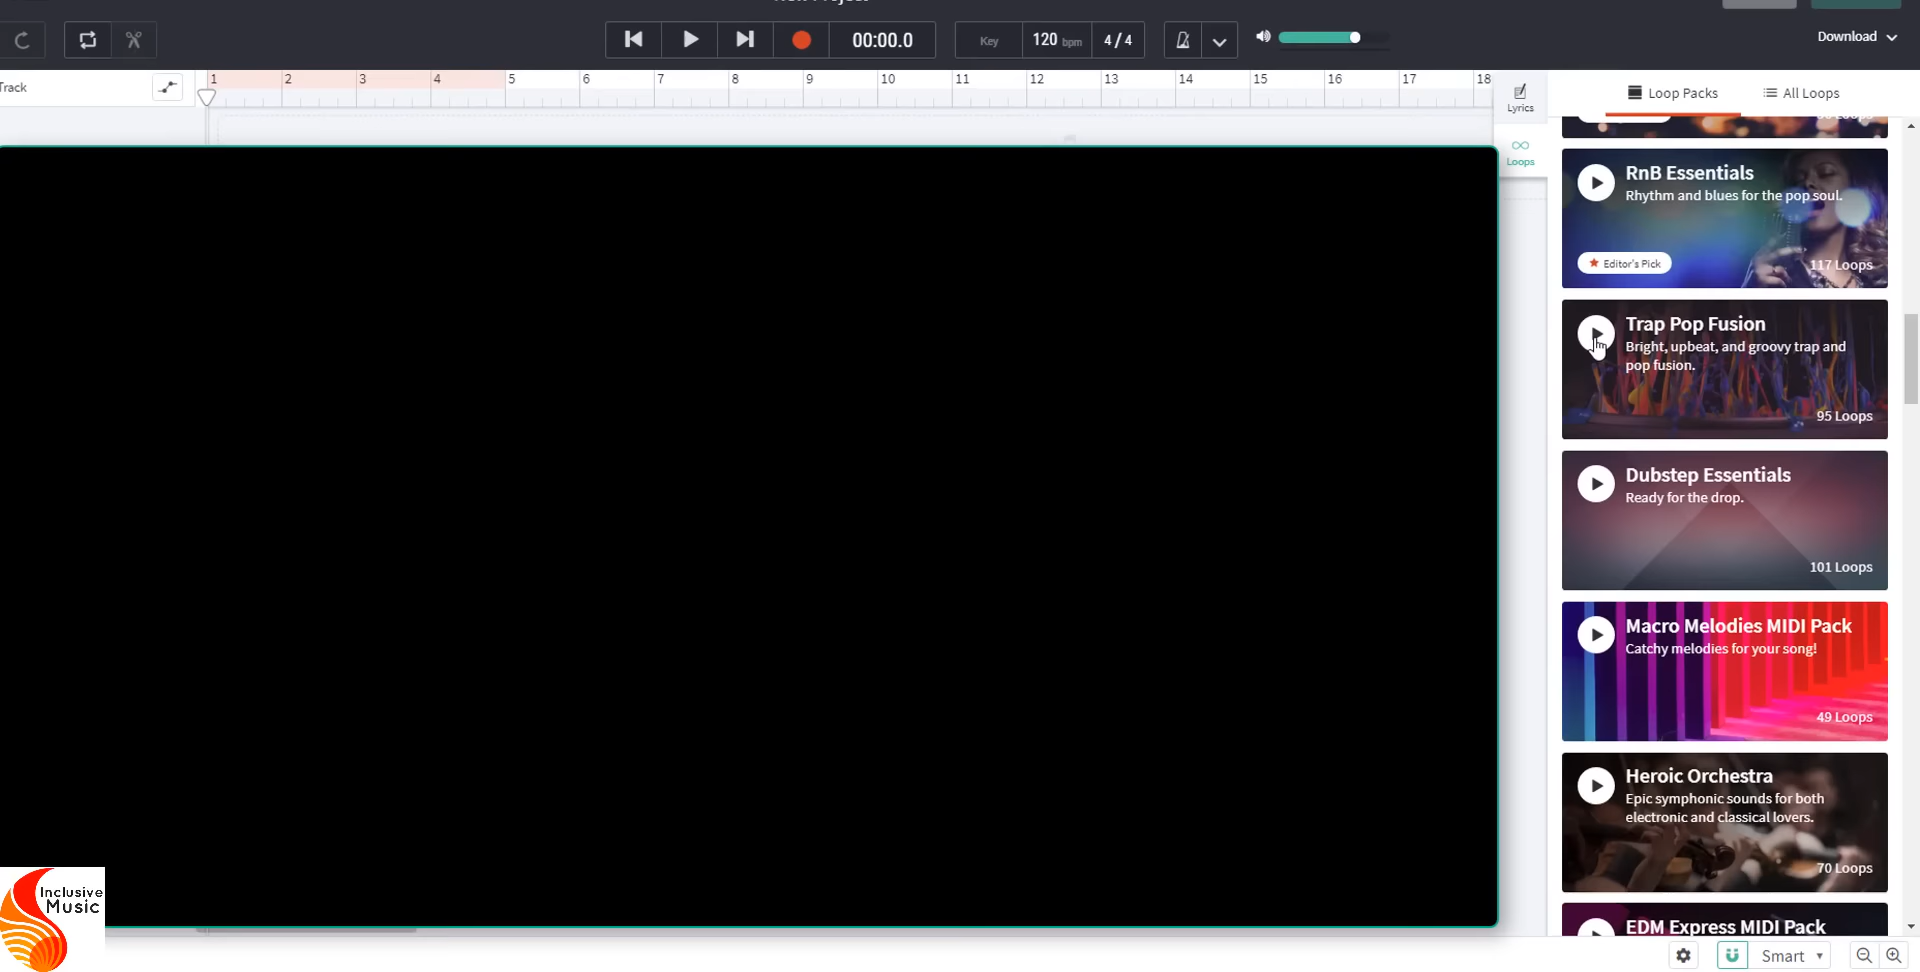 00:00.0
Key
120 bpm
4/4
Download
Track
1 2 3 4 5 6 7 8 9 10 11 12 13 14 15 16 17 18
Lyrics
Loops
Loop Packs
All Loops
RnB Essentials
Rhythm and blues for the pop soul.
Editor's Pick
117 Loops
Trap Pop Fusion
Bright, upbeat, and groovy trap and
pop fusion.
95 Loops
Dubstep Essentials
Ready for the drop.
101 Loops
Macro Melodies MIDI Pack
Catchy melodies for your song!
49 Loops
Heroic Orchestra
Epic symphonic sounds for both
electronic and classical lovers.
70 Loops
EDM Express MIDI Pack
Inclusive
Music
Smart